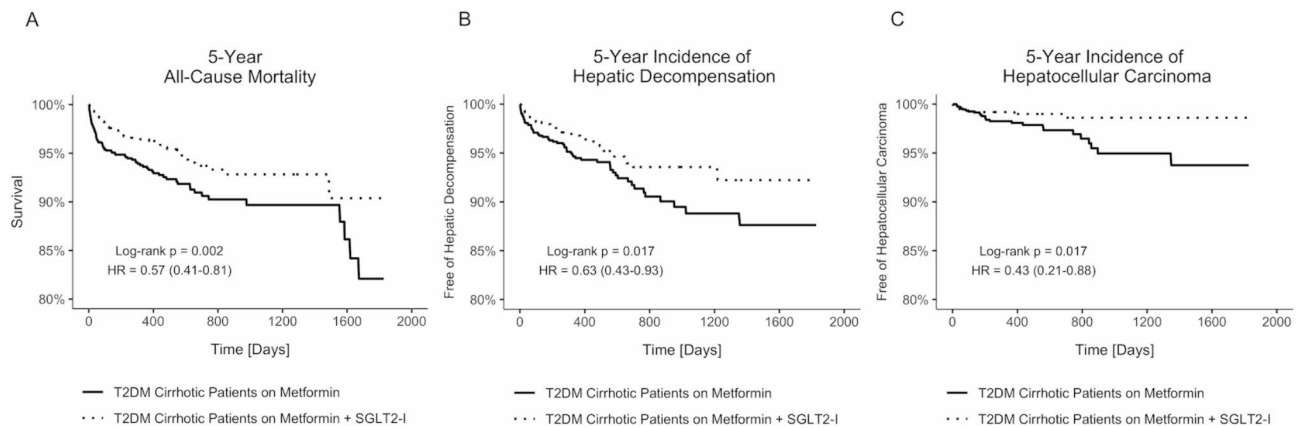 A
5-Year
All-Cause Mortality
Survival
100%
95%
90%
85%
80%
Log-rank p = 0.002
HR = 0.57 (0.41-0.81)
0 400 800 1200 1600 2000
Time [Days]
T2DM Cirrhotic Patients on Metformin
T2DM Cirrhotic Patients on Metformin + SGLT2-I
B
5-Year Incidence of
Hepatic Decompensation
Free of Hepatic Decompensation
100%
95%
90%
85%
80%
Log-rank p = 0.017
HR = 0.63 (0.43-0.93)
0 400 800 1200 1600 2000
Time [Days]
T2DM Cirrhotic Patients on Metformin
T2DM Cirrhotic Patients on Metformin + SGLT2-I
C
5-Year Incidence of
Hepatocellular Carcinoma
Free of Hepatocellular Carcinoma
100%
95%
90%
85%
80%
Log-rank p = 0.017
HR = 0.43 (0.21-0.88)
0 400 800 1200 1600 2000
Time [Days]
T2DM Cirrhotic Patients on Metformin
T2DM Cirrhotic Patients on Metformin + SGLT2-I